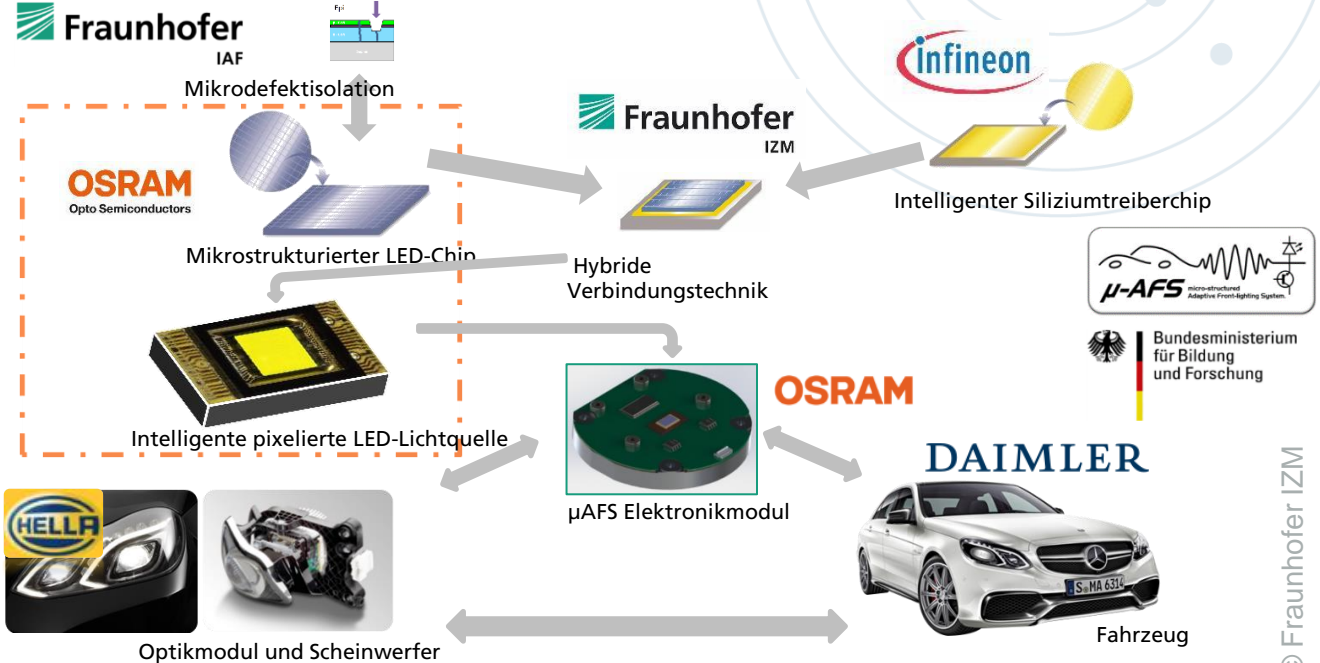 Fraunhofer
IAF
Epi
Mikrodefektisolation
infineon
Fraunhofer
IZM
OSRAM
Opto Semiconductors
Intelligenter Siliziumtreiberchip
Mikrostrukturierter LED-Chip
Hybride
Verbindungstechnik
µ-AFS micro-structured
Adaptive Front-lighting System.
Bundesministerium
für Bildung
und Forschung
OSRAM
Intelligente pixelierte LED-Lichtquelle
DAIMLER
HELLA
µAFS Elektronikmodul
S MA 6314
Fahrzeug
Optikmodul und Scheinwerfer
© Fraunhofer IZM